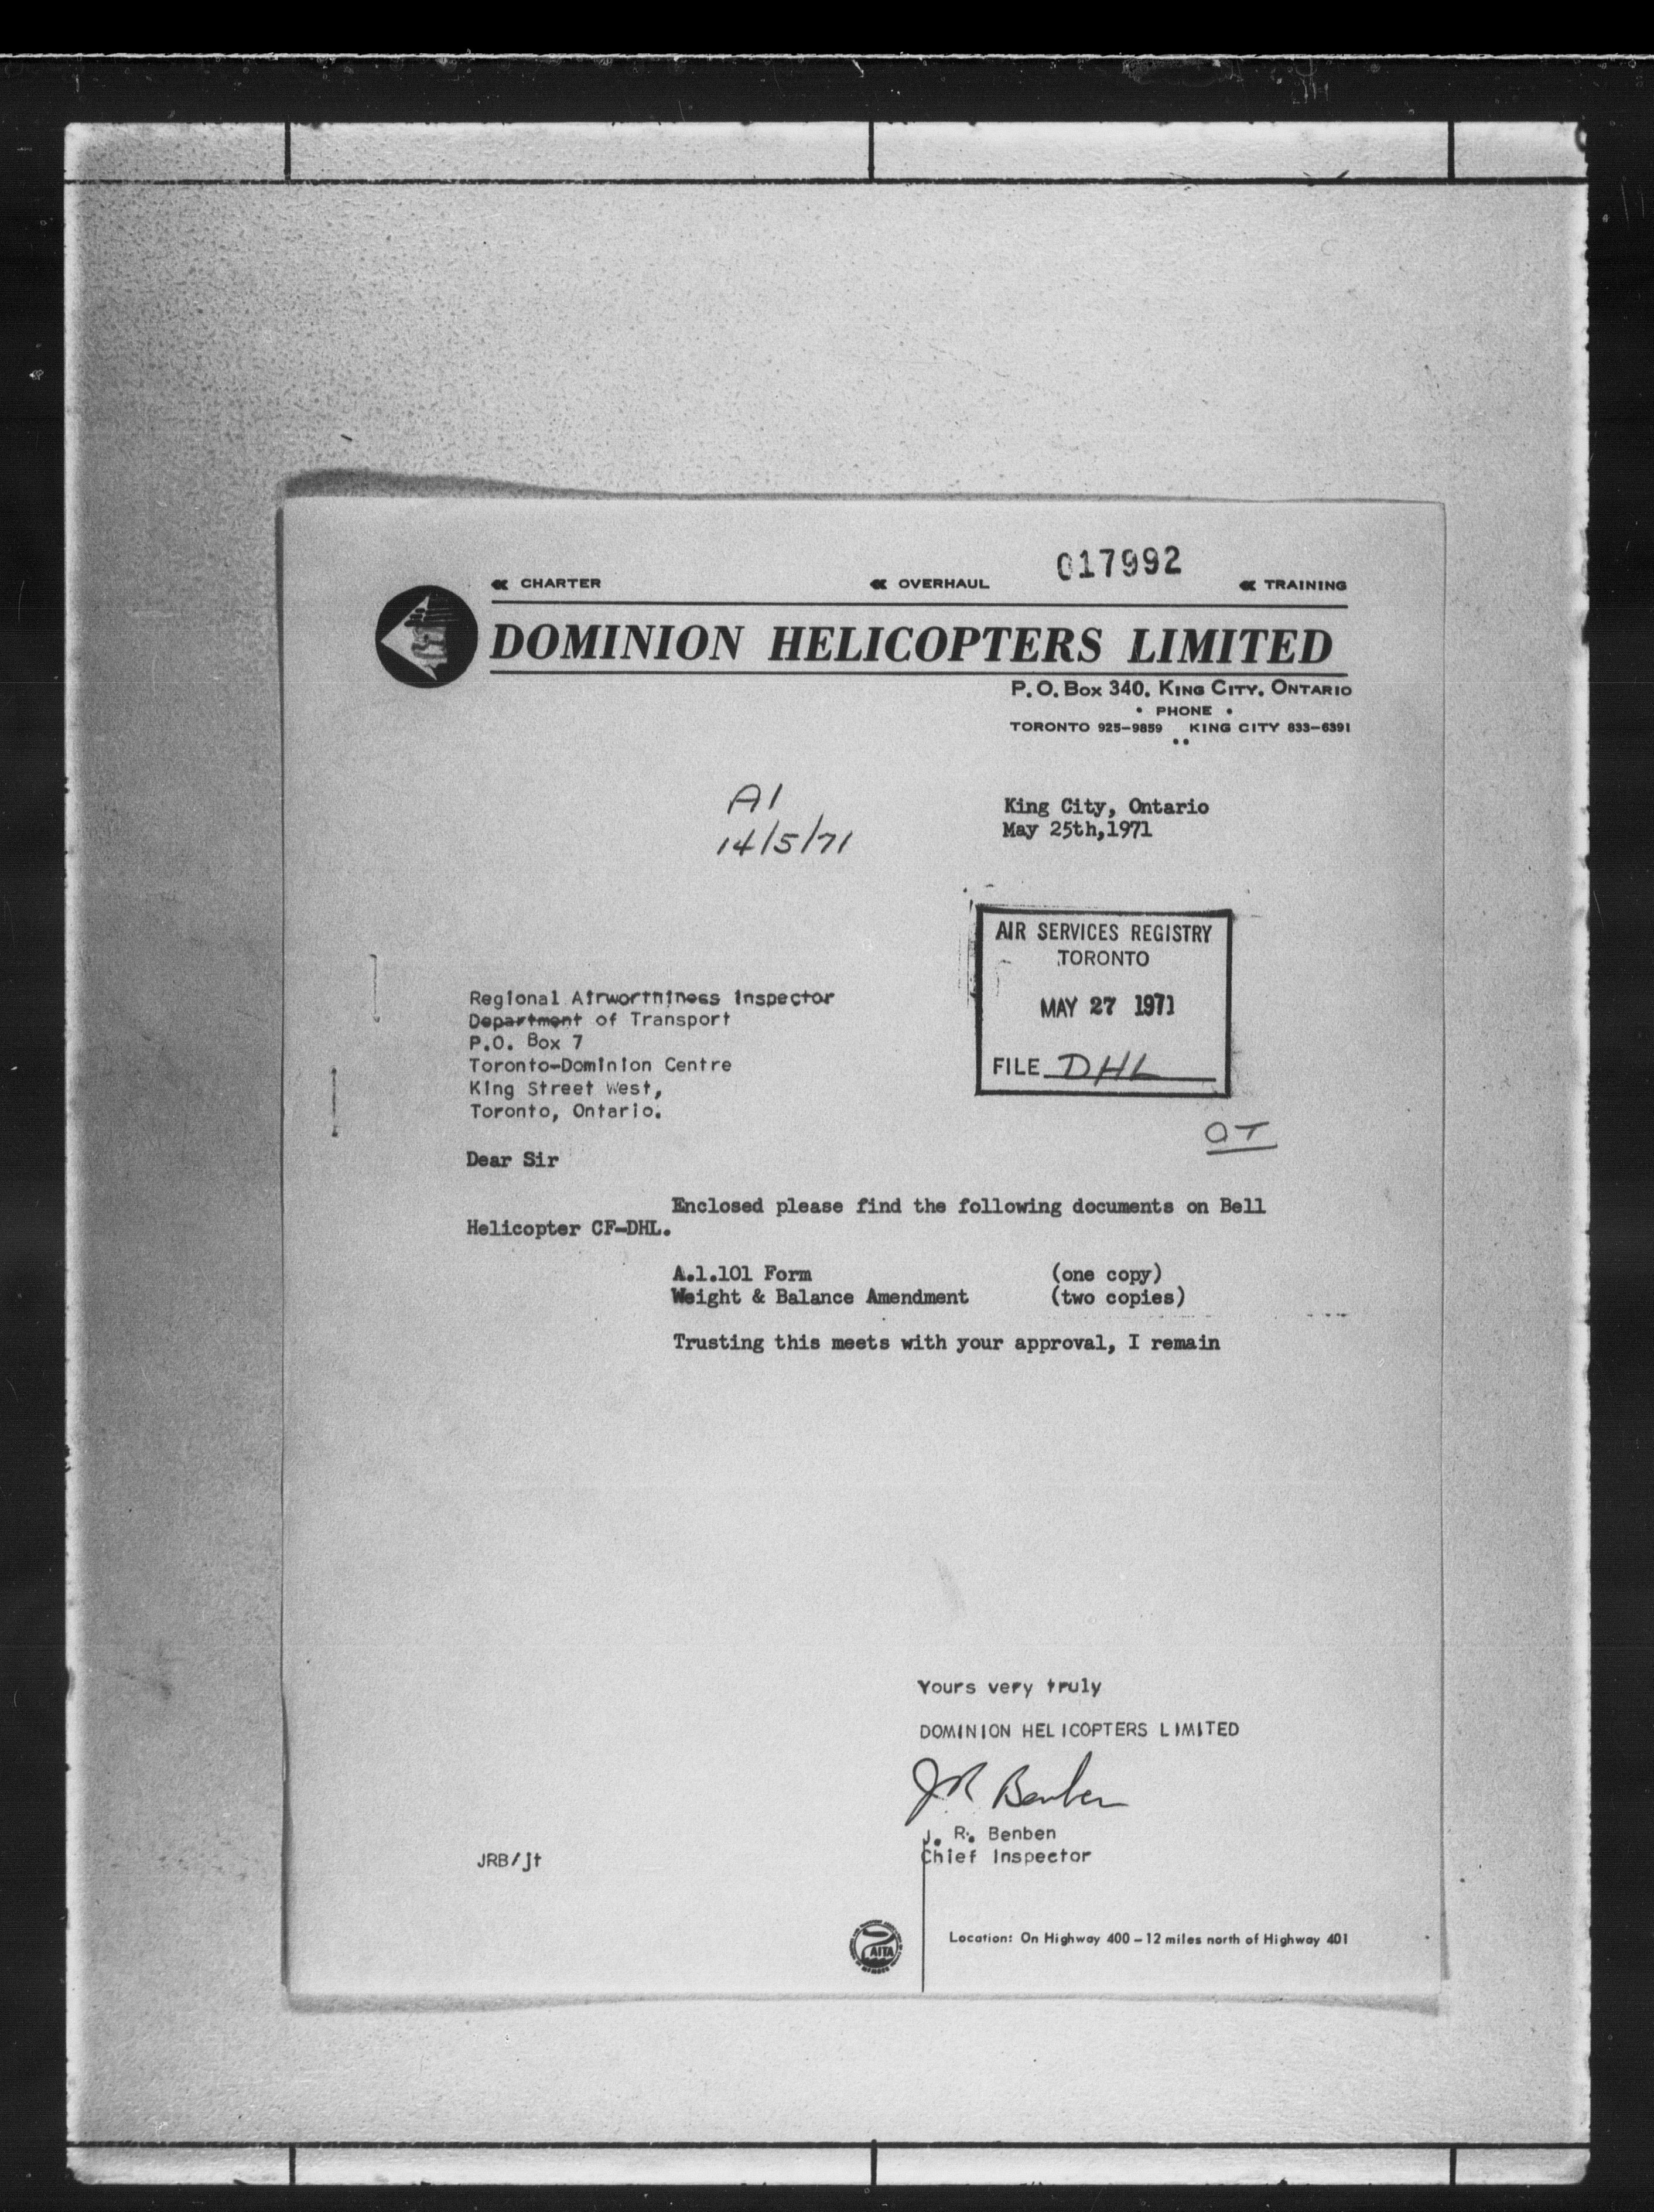 017992
CHARTER OVERHAUL TRAINING
DOMINION HELICOPTERS LIMITED
P.O. BOX 340, KING CITY, ONTARIO
• PHONE •
TORONTO 925-9859 KING CITY 833-6391
A1
14/5/71
King City, Ontario
May 25th,1971
AIR SERVICES REGISTRY
TORONTO
MAY 27 1971
FILE DHL
Regional Airworthiness Inspector
Department of Transport
P.O. Box 7
Toronto-Dominion Centre
King Street West,
Toronto, Ontario.
OT
Dear Sir
Enclosed please find the following documents on Bell
Helicopter CF-DHL.
A.1.101 Form (one copy)
Weight & Balance Amendment (two copies)
Trusting this meets with your approval, I remain
Yours very truly
DOMINION HELICOPTERS LIMITED
JR Benben
J. R. Benben
Chief Inspector
JRB/jt
AITA
Location: On Highway 400 - 12 miles north of Highway 401